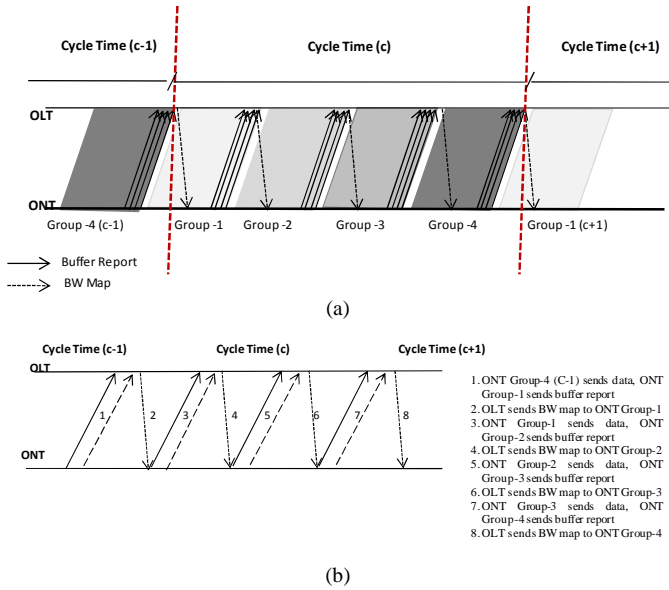 Cycle Time (c-1)
Cycle Time (c)
Cycle Time (c+1)
OLT
ONT
Group -4 (c-1)
Group -1
Group -2
Group -3
Group -4
Group -1 (c+1)
Buffer Report
BW Map
(a)
Cycle Time (c-1)
Cycle Time (c)
Cycle Time (c+1)
OLT
1
2
3
4
5
6
7
8
ONT
1. ONT Group-4 (C-1) sends data, ONT
Group-1 sends buffer report
2. OLT sends BW map to ONT Group-1
3. ONT Group-1 sends data, ONT
Group-2 sends buffer report
4. OLT sends BW map to ONT Group-2
5. ONT Group-2 sends data, ONT
Group-3 sends buffer report
6. OLT sends BW map to ONT Group-3
7. ONT Group-3 sends data, ONT
Group-4 sends buffer report
8. OLT sends BW map to ONT Group-4
(b)